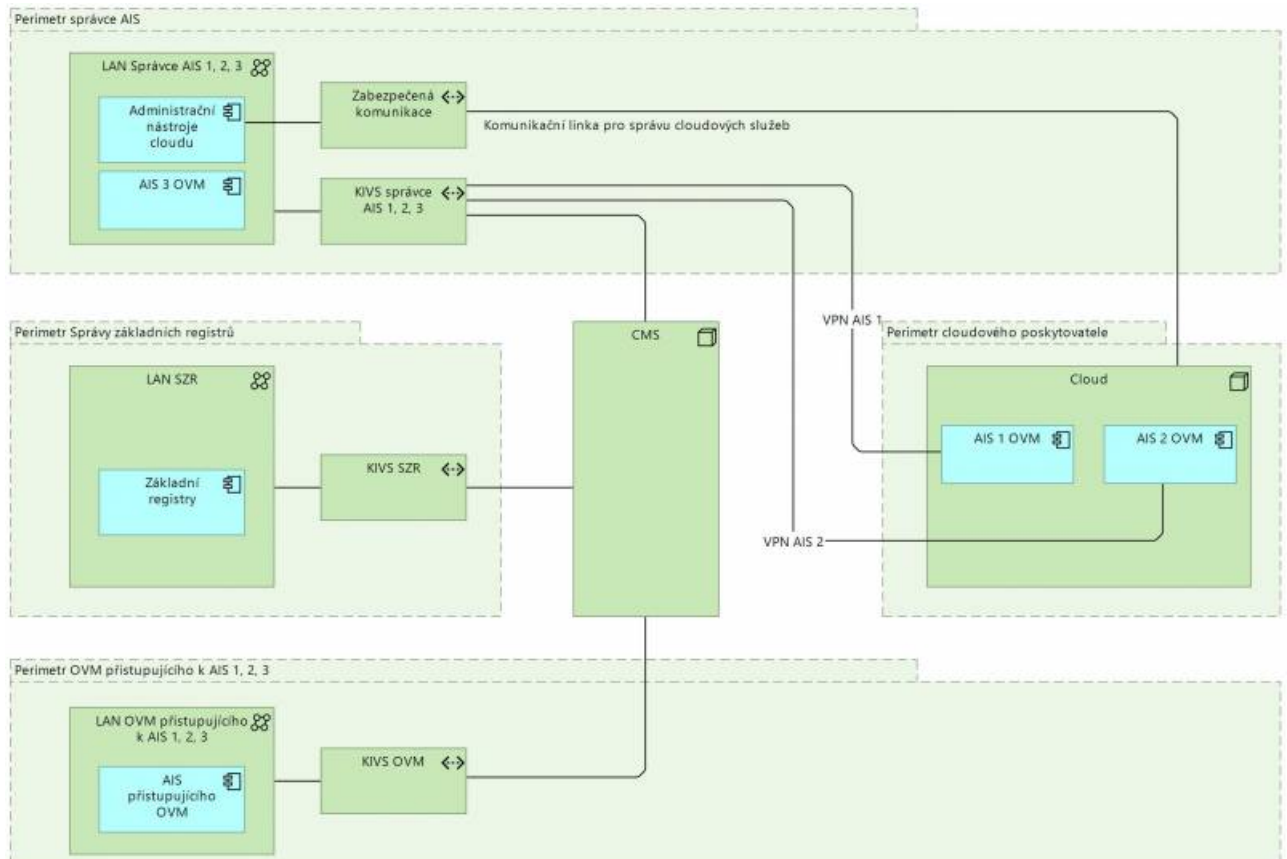 Perimetr správce AIS
LAN Správce AIS 1, 2, 3
Administrační
nástroje
cloudu
AIS 3 OVM
Zabezpečená
komunikace
Komunikační linka pro správu cloudových služeb
KIVS správce
AIS 1, 2, 3
Perimetr Správy základních registrů
LAN SZR
Základní
registry
KIVS SZR
CMS
VPN AIS 1
VPN AIS 2
Perimetr cloudového poskytovatele
Cloud
AIS 1 OVM
AIS 2 OVM
Perimetr OVM přistupujícího k AIS 1, 2, 3
LAN OVM přistupujícího
k AIS 1, 2, 3
AIS
přistupujícího
OVM
KIVS OVM